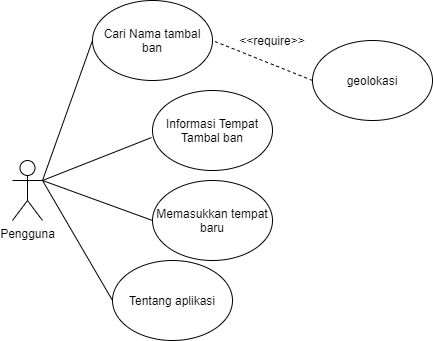 Cari Nama tambal
ban
<<require>>
geolokasi
Informasi Tempat
Tambal ban
Memasukkan tempat
baru
Pengguna
Tentang aplikasi